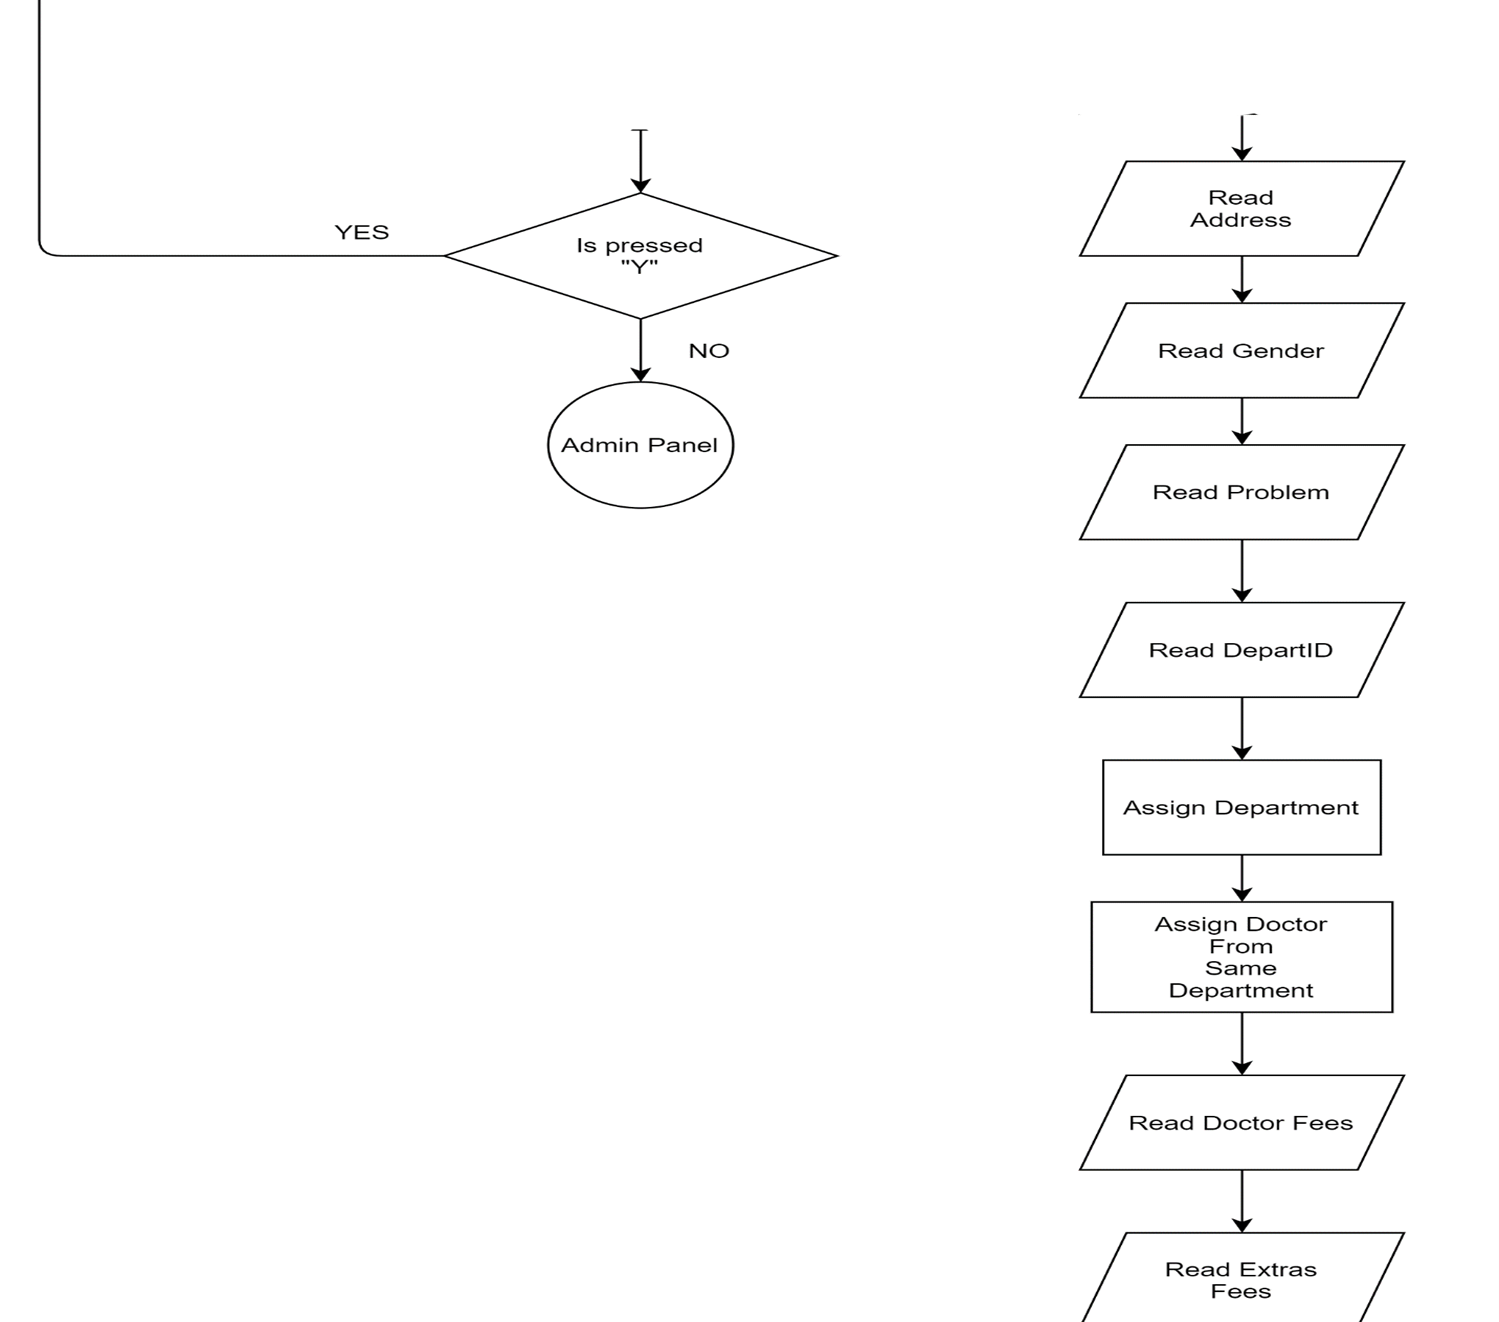 YES
Is pressed
"Y"
NO
Admin Panel
Read
Address
Read Gender
Read Problem
Read DepartID
Assign Department
Assign Doctor
From
Same
Department
Read Doctor Fees
Read Extras
Fees